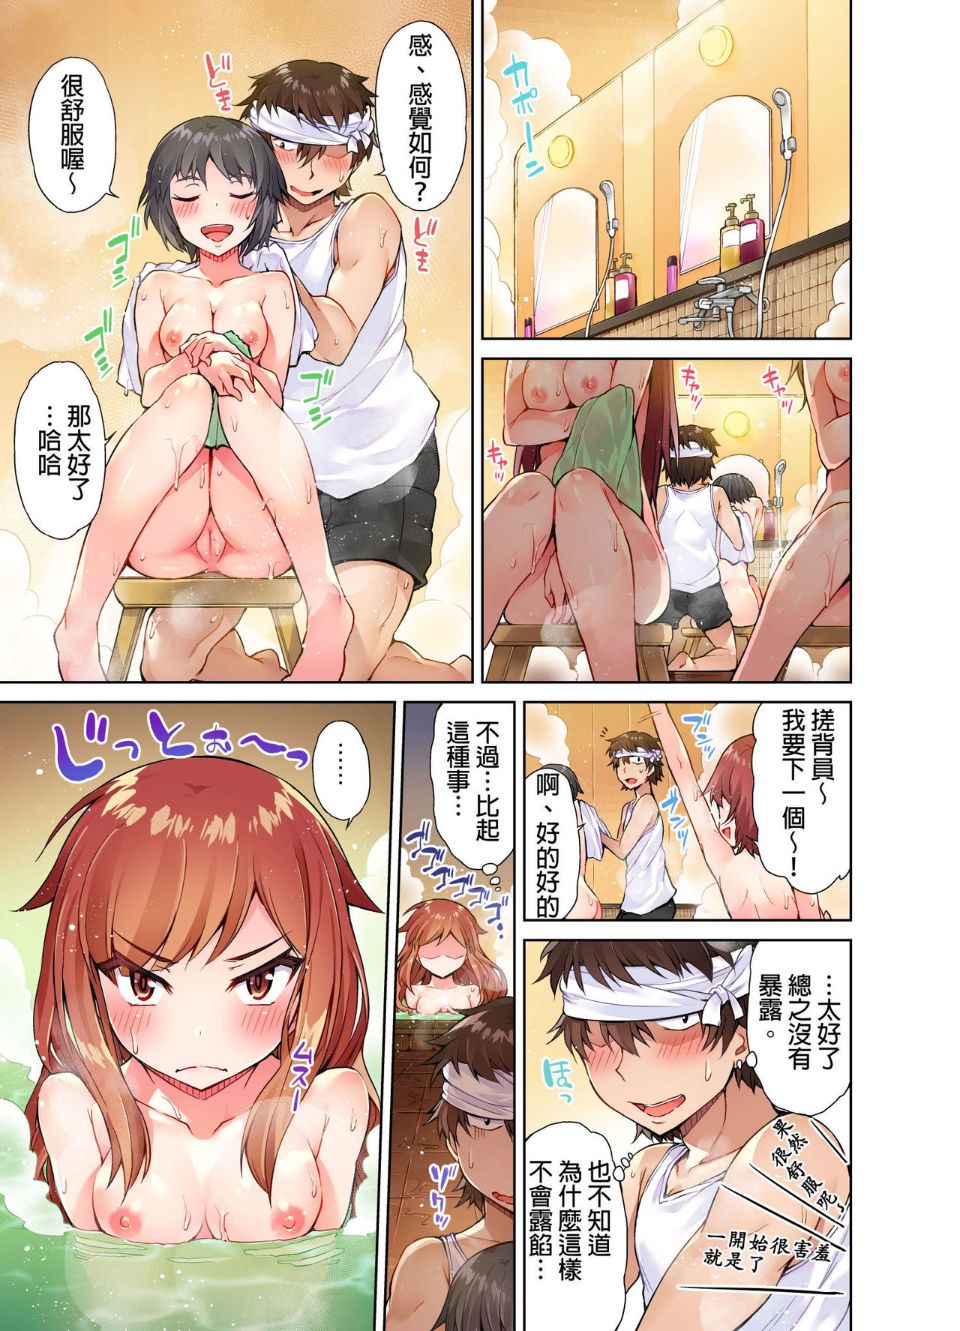 カポーン
キャッ
キャッ
キャッ
感、感覺如何？
很舒服喔～
どき
どき
ゴシ
ゴシ
ゴシ
那太好了
…哈哈
搓背員～
我要下一個～！
ブンッ
ブンッ
啊、好的好的
…太好了
總之沒有
暴露。
ほっ
果然很舒服呢♪
一開始很害羞
就是了
也不知道
為什麼這樣
不會露餡…
不過…比起
這種事…
ゴゴゴゴゴゴ
ゾクッ
……
じっとぉ～っ
ムスー